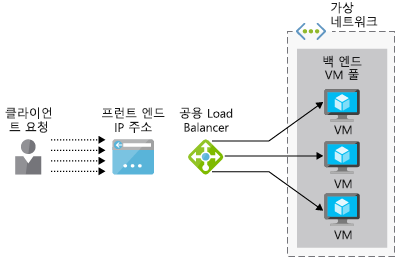 가상
네트워크
백 엔드
VM 풀
클라이언
트 요청
프런트 엔드
IP 주소
공용 Load
Balancer
VM
VM
VM